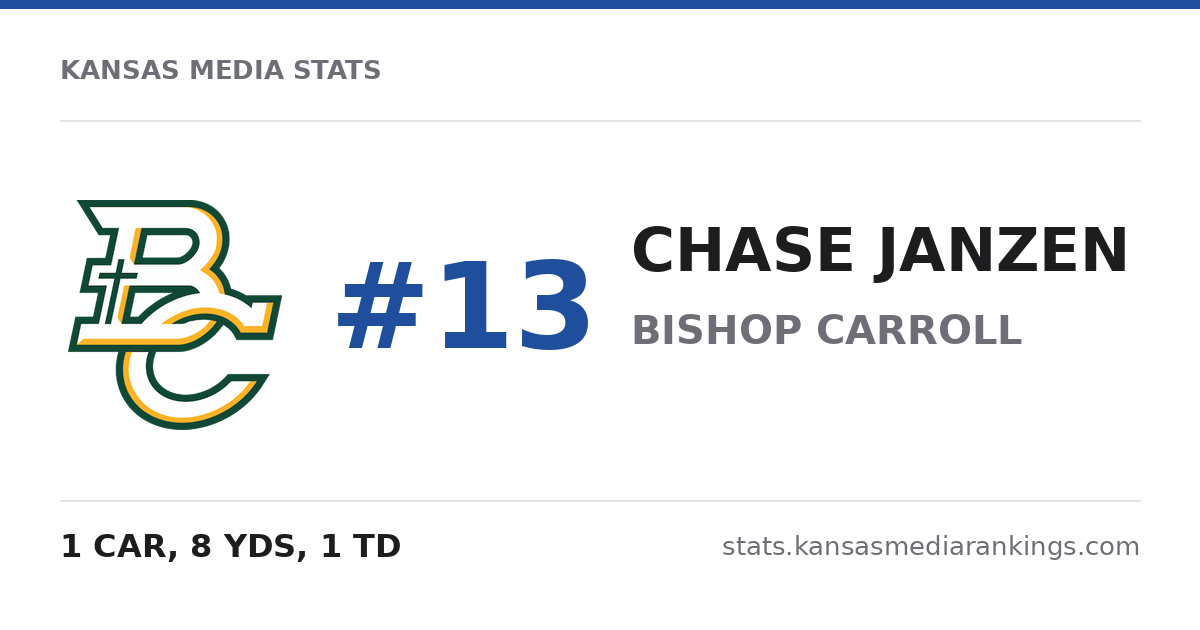 KANSAS MEDIA STATS
BC
#13
CHASE JANZEN
BISHOP CARROLL
1 CAR, 8 YDS, 1 TD
stats.kansasmediarankings.com